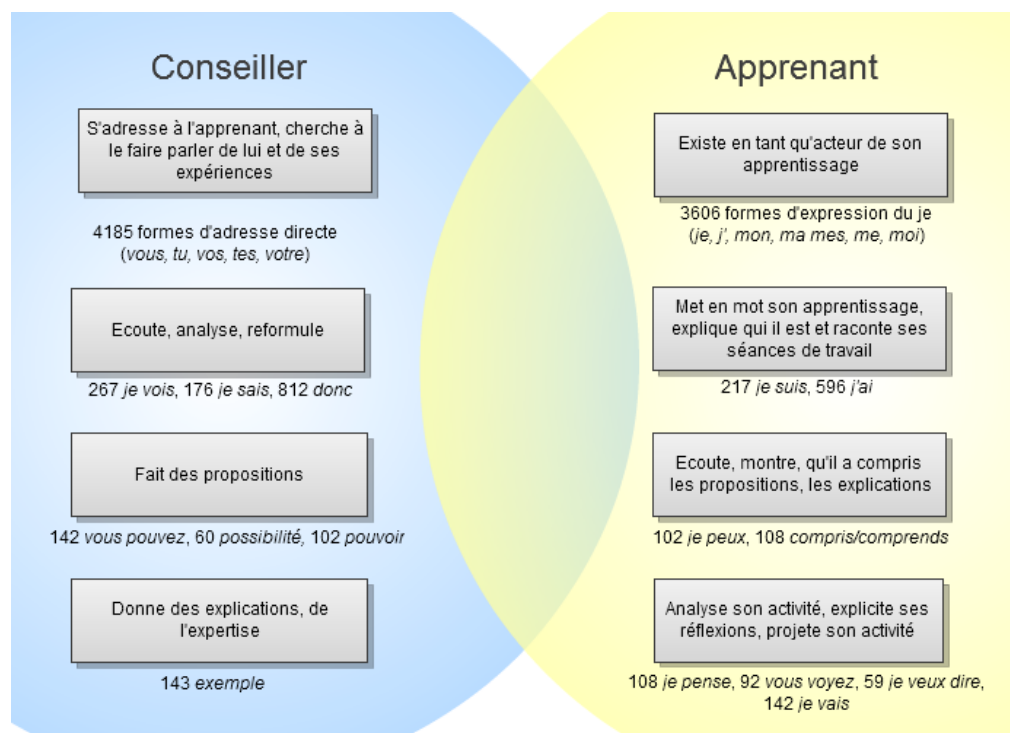 Conseiller
S'adresse à l'apprenant, cherche à
le faire parler de lui et de ses
expériences
4185 formes d'adresse directe
(vous, tu, vos, tes, votre)
Ecoute, analyse, reformule
267 je vois, 176 je sais, 812 donc
Fait des propositions
142 vous pouvez, 60 possibilité, 102 pouvoir
Donne des explications, de
l'expertise
143 exemple
Apprenant
Existe en tant qu'acteur de son
apprentissage
3606 formes d'expression du je
(je, j', mon, ma mes, me, moi)
Met en mot son apprentissage,
explique qui il est et raconte ses
séances de travail
217 je suis, 596 j'ai
Ecoute, montre, qu'il a compris
les propositions, les explications
102 je peux, 108 compris/comprends
Analyse son activité, explicite ses
réflexions, projete son activité
108 je pense, 92 vous voyez, 59 je veux dire,
142 je vais